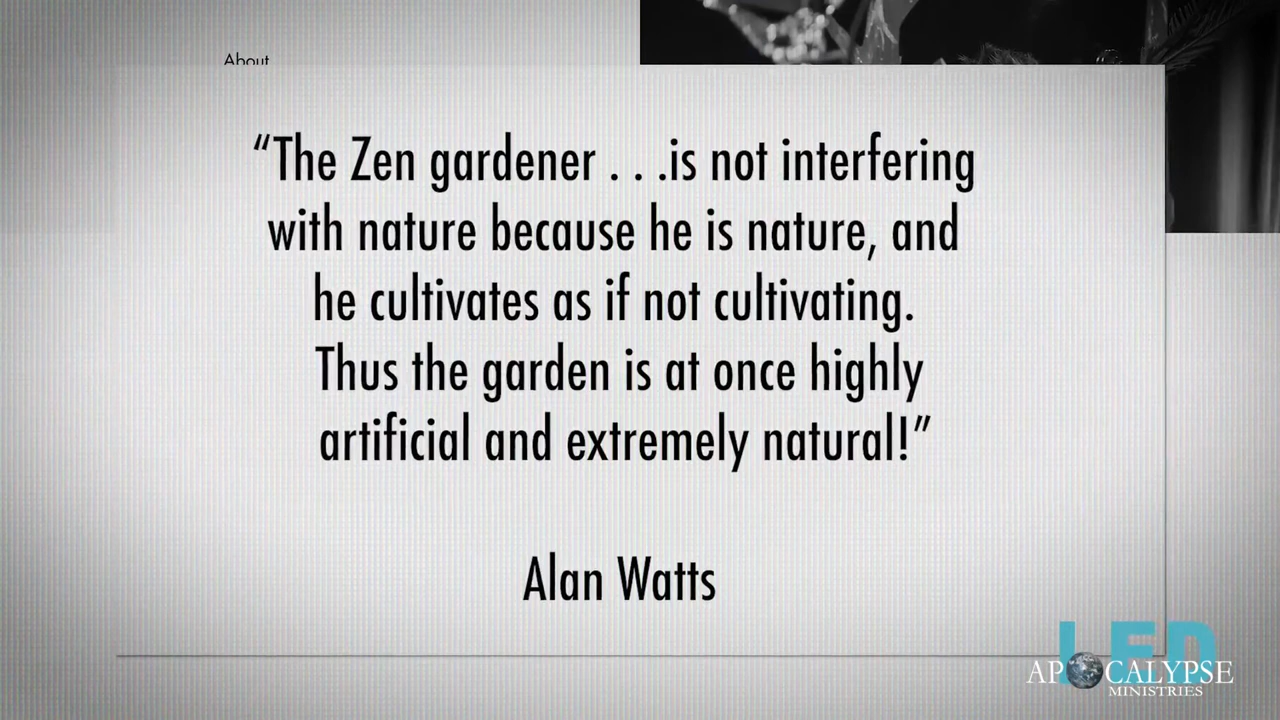 About
“The Zen gardener . . .is not interfering
with nature because he is nature, and
he cultivates as if not cultivating.
Thus the garden is at once highly
artificial and extremely natural!”
Alan Watts
LED
APOCALYPSE
MINISTRIES